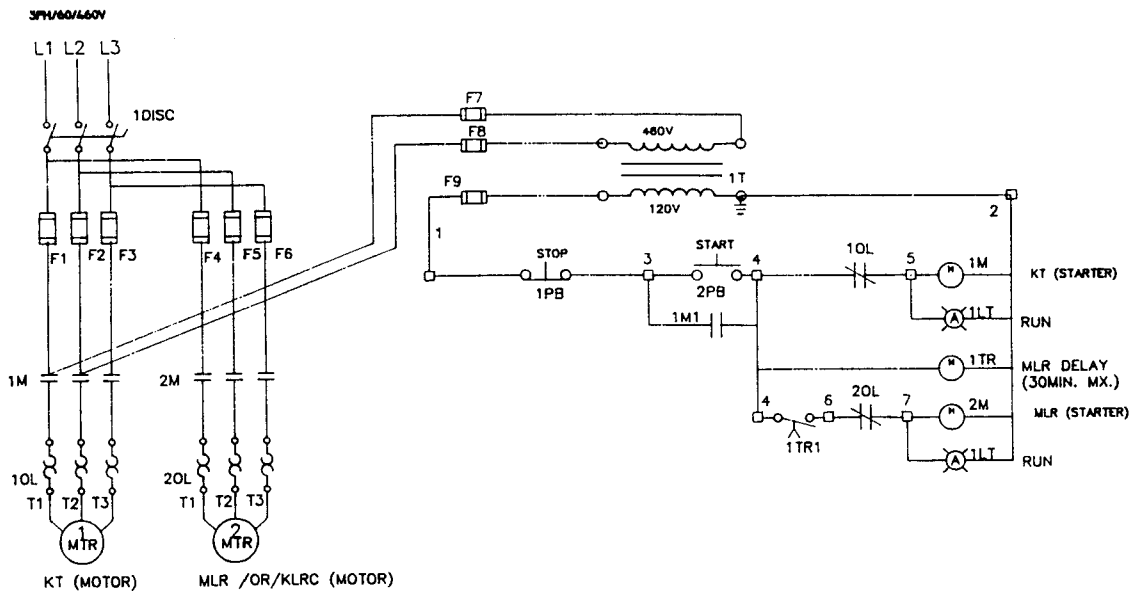 3PH/60/460V
L1 L2 L3
1DISC
F7
F8
460V
1T
F9
120V
F1 F2 F3 F4 F5 F6
1 2
STOP START
3 4 1OL 5 1M KT (STARTER)
1PB 2PB
1M1 1LT RUN
1TR MLR DELAY
(30MIN. MX.)
1M 2M
4 6 2OL 7 2M MLR (STARTER)
1TR1
1LT RUN
1OL 2OL
T1 T2 T3 T1 T2 T3
1 2
MTR MTR
KT (MOTOR) MLR /OR/KLRC (MOTOR)
M
A
M
M
A